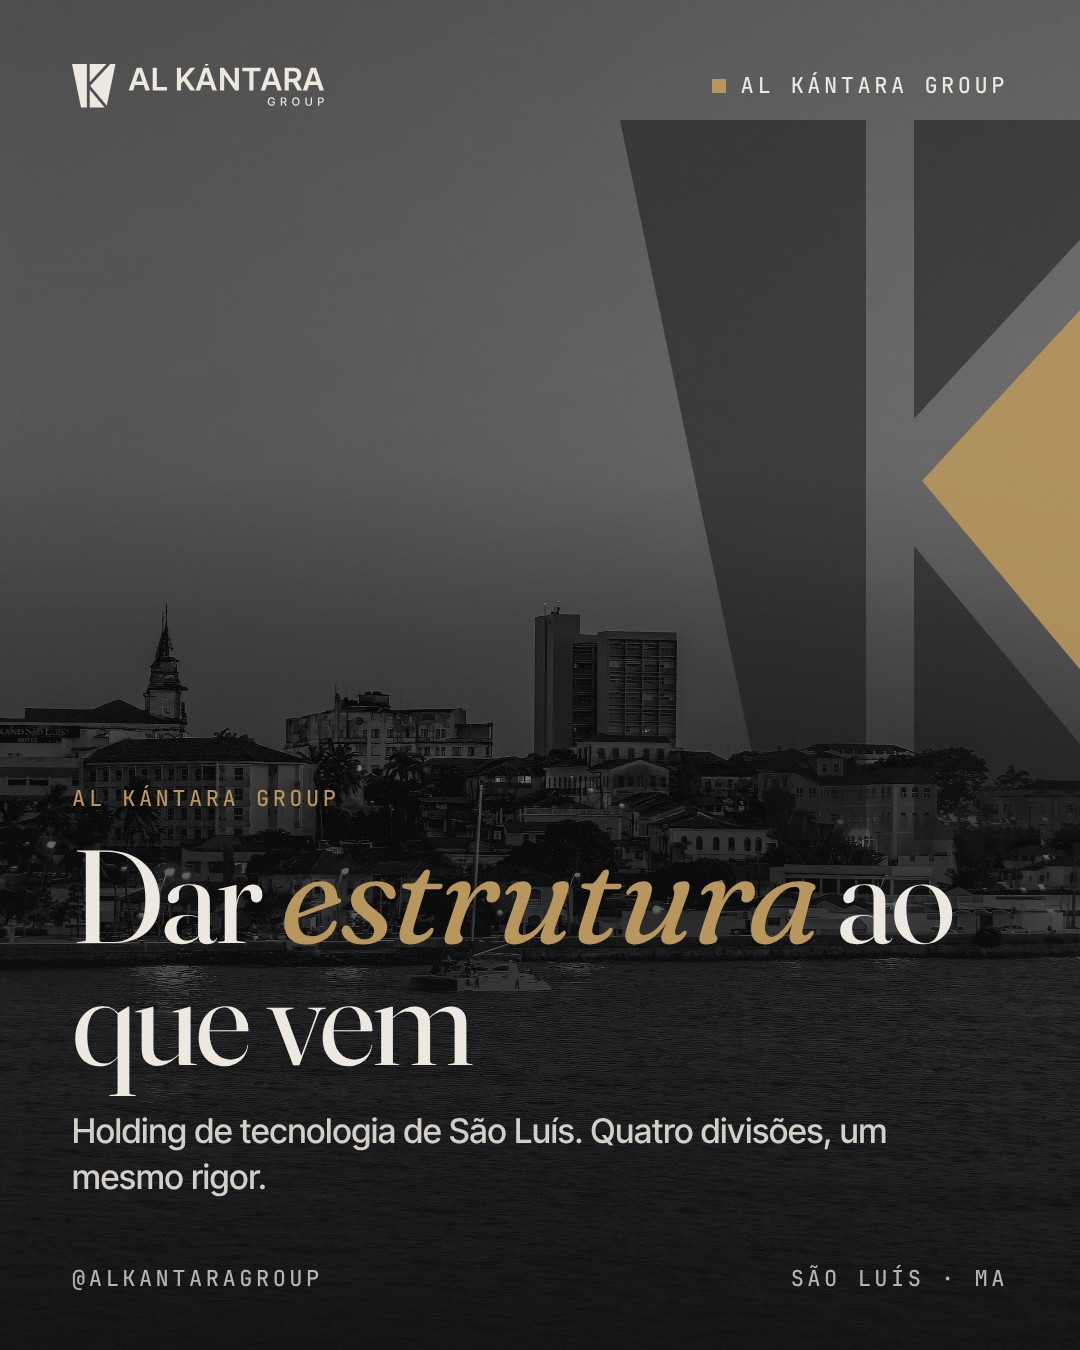 AL KÁNTARA
GROUP
AL KÁNTARA GROUP
AL KÁNTARA GROUP
Dar estrutura ao
que vem
Holding de tecnologia de São Luís. Quatro divisões, um
mesmo rigor.
@ALKANTARAGROUP
SÃO LUÍS · MA